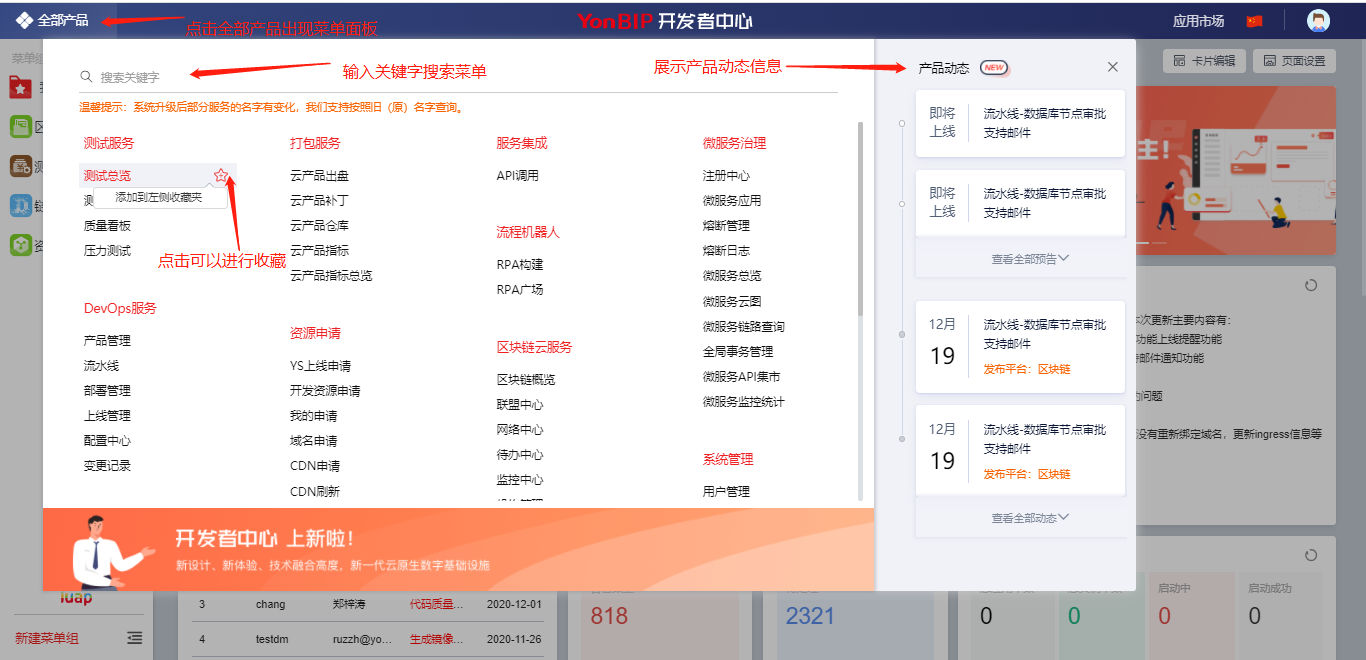 全部产品
点击全部产品出现菜单面板
YonBIP 开发者中心
应用市场
搜索关键字
输入关键字搜索菜单
展示产品动态信息
产品动态 NEW
卡片编辑
页面设置
温馨提示：系统升级后部分服务的名字有变化，我们支持按照旧（原）名字查询。
测试服务
测试总览
添加到左侧收藏夹
质量看板
压力测试
点击可以进行收藏
DevOps服务
产品管理
流水线
部署管理
上线管理
配置中心
变更记录
打包服务
云产品出盘
云产品补丁
云产品仓库
云产品指标
云产品指标总览
资源申请
YS上线申请
开发资源申请
我的申请
域名申请
CDN申请
CDN刷新
服务集成
API调用
流程机器人
RPA构建
RPA广场
区块链云服务
区块链概览
联盟中心
网络中心
待办中心
监控中心
微服务治理
注册中心
微服务应用
熔断管理
熔断日志
微服务总览
微服务云图
微服务链路查询
全局事务管理
微服务API集市
微服务监控统计
系统管理
用户管理
即将
上线
流水线-数据库节点审批
支持邮件
即将
上线
流水线-数据库节点审批
支持邮件
查看全部预告
12月
19
流水线-数据库节点审批
支持邮件
发布平台：区块链
12月
19
流水线-数据库节点审批
支持邮件
发布平台：区块链
查看全部动态
开发者中心 上新啦!
新设计、新体验、技术融合高度，新一代云原生数字基础设施
主!
次更新主要内容有:
功能上线提醒功能
邮件通知功能
的问题
没有重新绑定域名，更新ingress信息等
iuap
新建菜单组
3 chang 郑梓涛 代码质量... 2020-12-01
4 testdm ruzzh@yo... 生成镜像... 2020-11-26
818
2321
0
0
启动中
0
启动成功
0